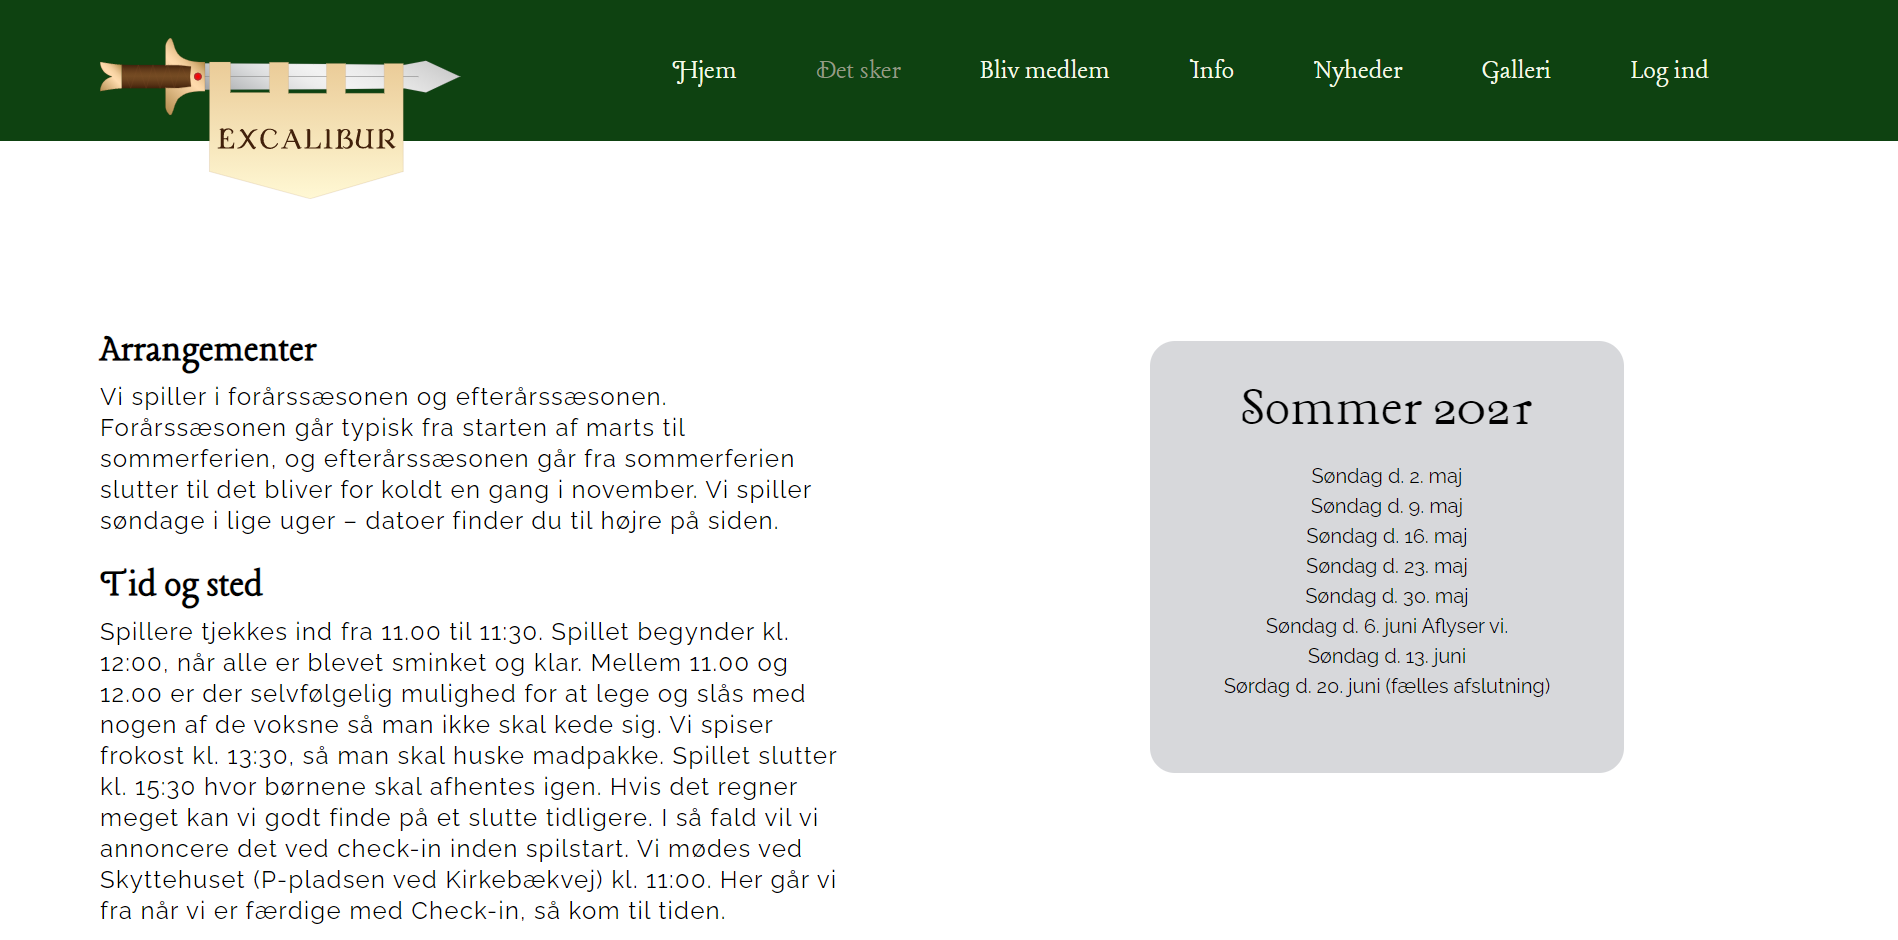 EXCALIBUR
Hjem
Det sker
Bliv medlem
Info
Nyheder
Galleri
Log ind
Arrangementer
Vi spiller i forårssæsonen og efterårssæsonen.
Forårssæsonen går typisk fra starten af marts til
sommerferien, og efterårssæsonen går fra sommerferien
slutter til det bliver for koldt en gang i november. Vi spiller
søndage i lige uger – datoer finder du til højre på siden.
Tid og sted
Spillere tjekkes ind fra 11.00 til 11:30. Spillet begynder kl.
12:00, når alle er blevet sminket og klar. Mellem 11.00 og
12.00 er der selvfølgelig mulighed for at lege og slås med
nogen af de voksne så man ikke skal kede sig. Vi spiser
frokost kl. 13:30, så man skal huske madpakke. Spillet slutter
kl. 15:30 hvor børnene skal afhentes igen. Hvis det regner
meget kan vi godt finde på et slutte tidligere. I så fald vil vi
annoncere det ved check-in inden spilstart. Vi mødes ved
Skyttehuset (P-pladsen ved Kirkebækvej) kl. 11:00. Her går vi
fra når vi er færdige med Check-in, så kom til tiden.
Sommer 2021
Søndag d. 2. maj
Søndag d. 9. maj
Søndag d. 16. maj
Søndag d. 23. maj
Søndag d. 30. maj
Søndag d. 6. juni Aflyser vi.
Søndag d. 13. juni
Sørdag d. 20. juni (fælles afslutning)